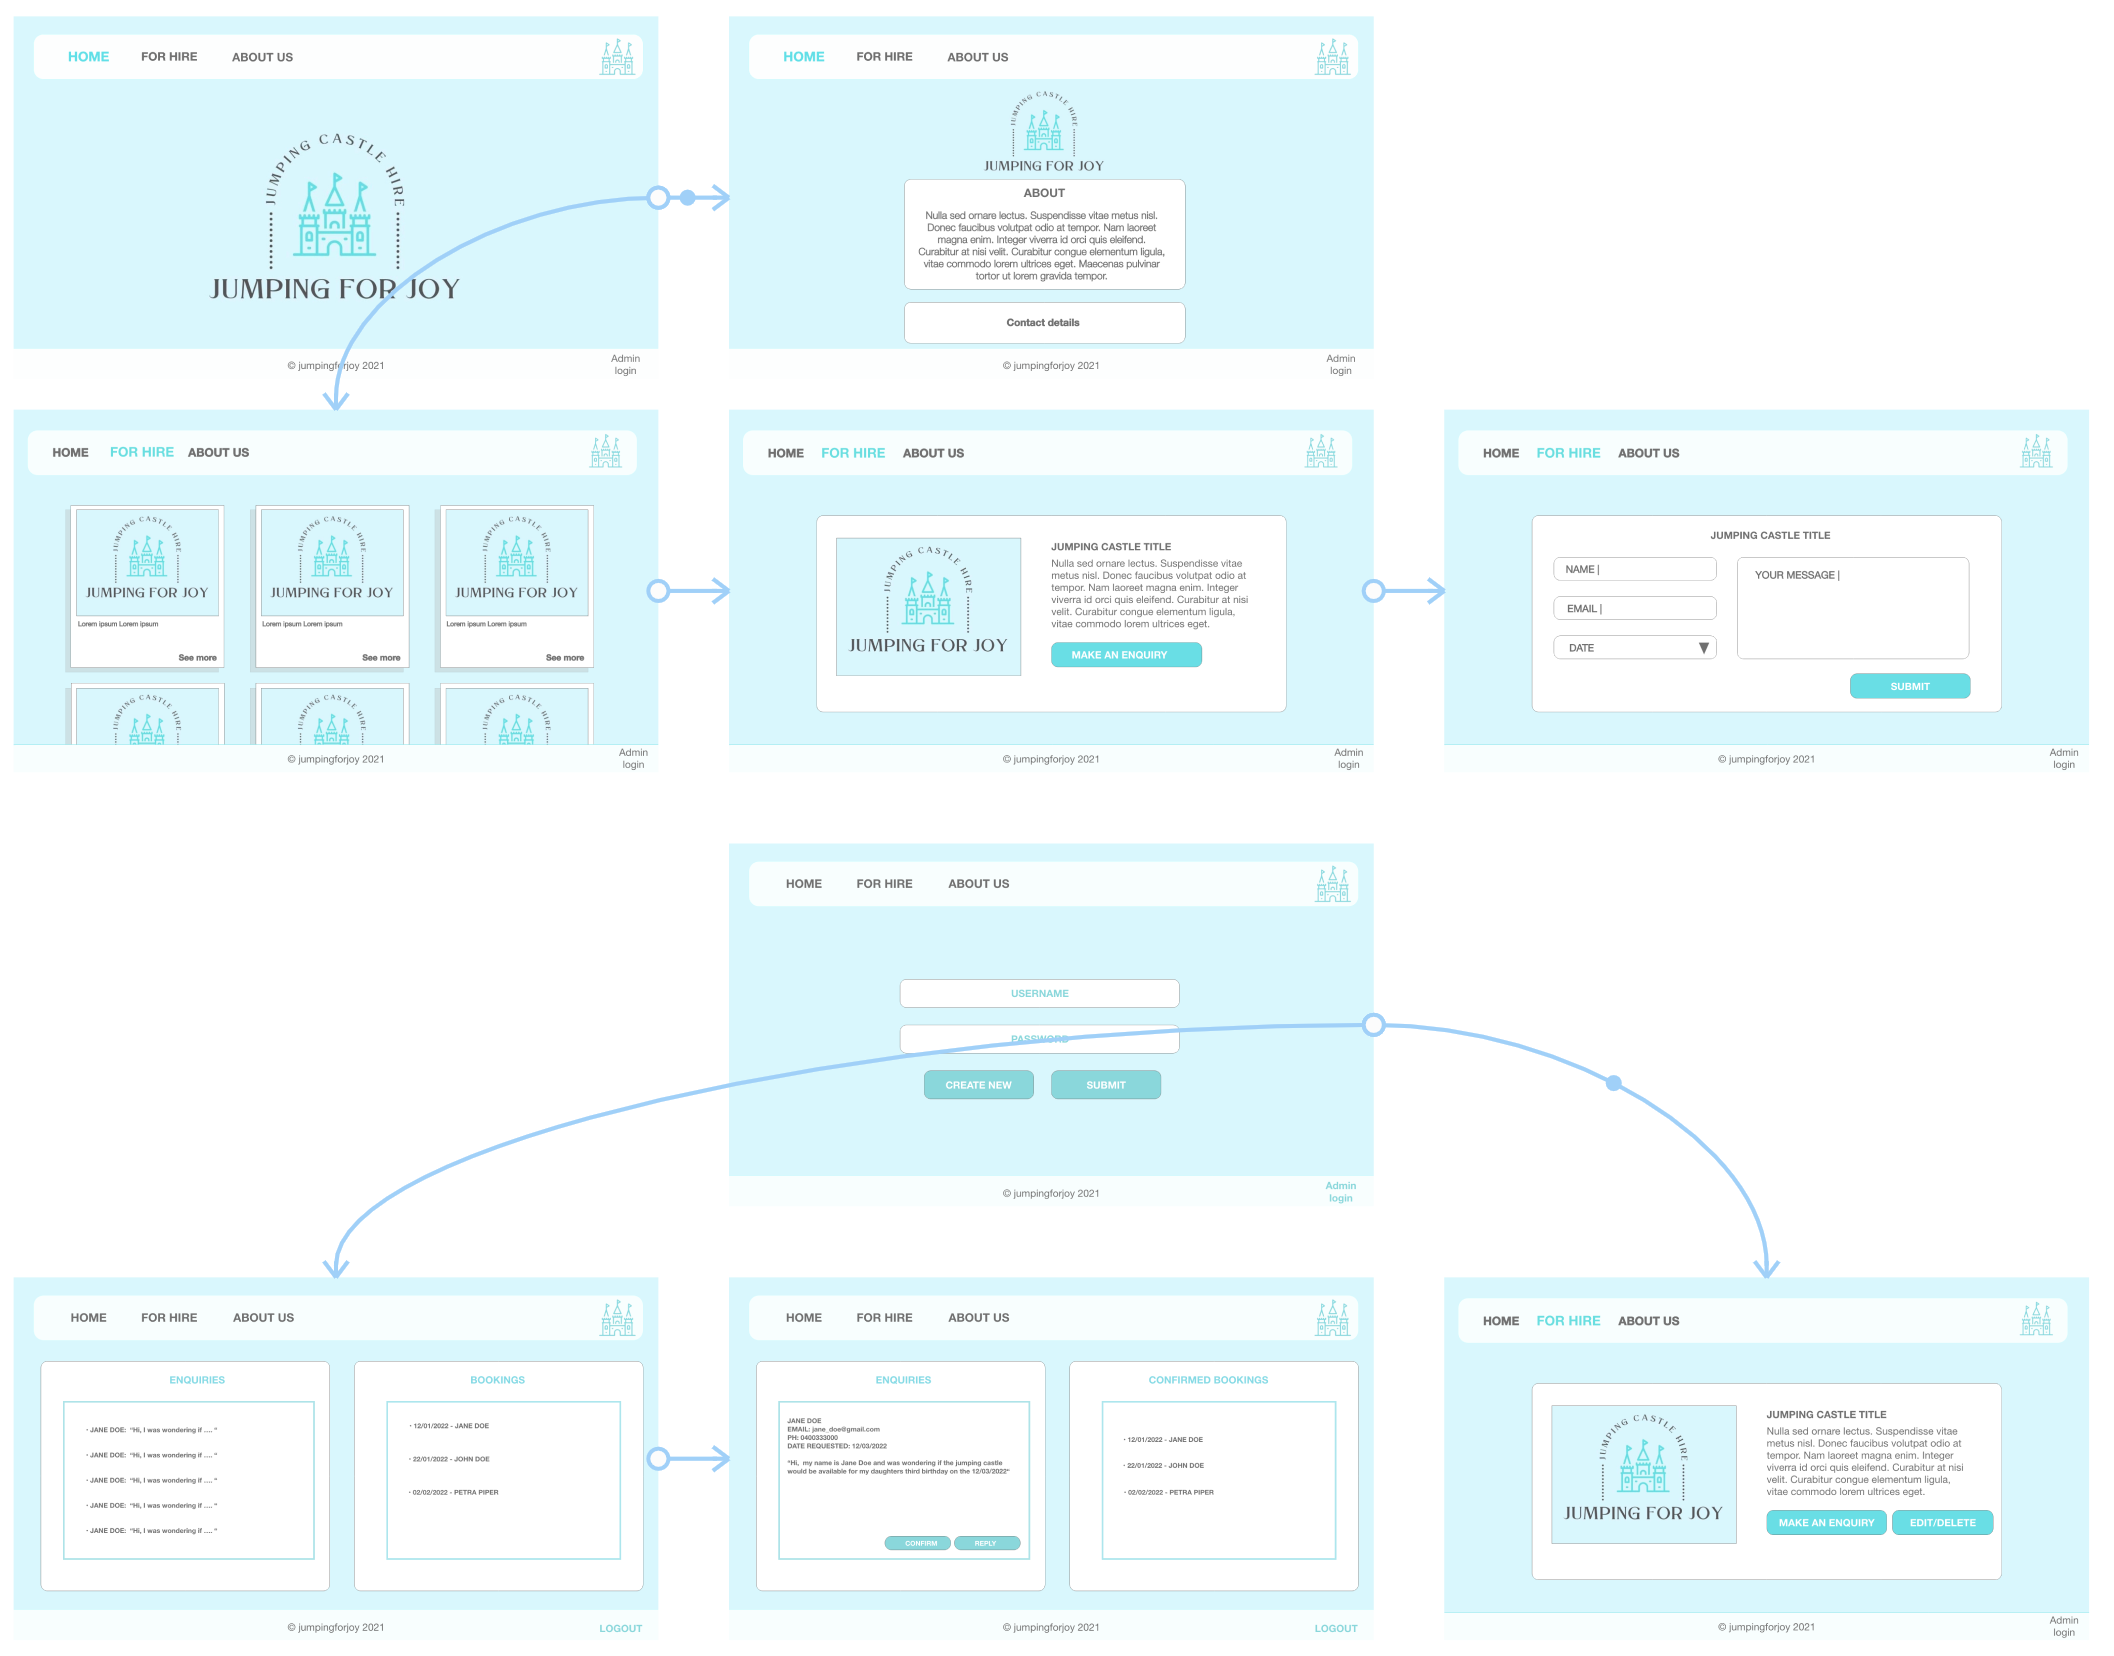 HOME FOR HIRE ABOUT US
JUMPING CASTLE HIRE
JUMPING FOR JOY
© jumpingforjoy 2021
Admin
login
HOME FOR HIRE ABOUT US
JUMPING CASTLE HIRE
JUMPING FOR JOY
ABOUT
Nulla sed ornare lectus. Suspendisse vitae metus nisl.
Donec faucibus volutpat odio at tempor. Nam laoreet
magna enim. Integer viverra id orci quis eleifend.
Curabitur at nisi velit. Curabitur congue elementum ligula,
vitae commodo lorem ultrices eget. Maecenas pulvinar
tortor ut lorem gravida tempor.
Contact details
© jumpingforjoy 2021
Admin
login
HOME FOR HIRE ABOUT US
JUMPING CASTLE HIRE
JUMPING FOR JOY
Lorem ipsum Lorem ipsum
See more
JUMPING CASTLE HIRE
JUMPING FOR JOY
Lorem ipsum Lorem ipsum
See more
JUMPING CASTLE HIRE
JUMPING FOR JOY
Lorem ipsum Lorem ipsum
See more
JUMPING CASTLE HIRE
JUMPING CASTLE HIRE
JUMPING CASTLE HIRE
© jumpingforjoy 2021
Admin
login
HOME FOR HIRE ABOUT US
JUMPING CASTLE HIRE
JUMPING FOR JOY
JUMPING CASTLE TITLE
Nulla sed ornare lectus. Suspendisse vitae
metus nisl. Donec faucibus volutpat odio at
tempor. Nam laoreet magna enim. Integer
viverra id orci quis eleifend. Curabitur at nisi
velit. Curabitur congue elementum ligula,
vitae commodo lorem ultrices eget.
MAKE AN ENQUIRY
© jumpingforjoy 2021
Admin
login
HOME FOR HIRE ABOUT US
JUMPING CASTLE TITLE
NAME |
EMAIL |
DATE
YOUR MESSAGE |
SUBMIT
© jumpingforjoy 2021
Admin
login
HOME FOR HIRE ABOUT US
USERNAME
PASSWORD
CREATE NEW SUBMIT
© jumpingforjoy 2021
Admin
login
HOME FOR HIRE ABOUT US
ENQUIRIES
· JANE DOE: "Hi, I was wondering if .... "
· JANE DOE: "Hi, I was wondering if .... "
· JANE DOE: "Hi, I was wondering if .... "
· JANE DOE: "Hi, I was wondering if .... "
· JANE DOE: "Hi, I was wondering if .... "
BOOKINGS
· 12/01/2022 - JANE DOE
· 22/01/2022 - JOHN DOE
· 02/02/2022 - PETRA PIPER
© jumpingforjoy 2021
LOGOUT
HOME FOR HIRE ABOUT US
ENQUIRIES
JANE DOE
EMAIL: jane_doe@gmail.com
PH: 0400333000
DATE REQUESTED: 12/03/2022
"Hi, my name is Jane Doe and was wondering if the jumping castle
would be available for my daughters third birthday on the 12/03/2022"
CONFIRM REPLY
CONFIRMED BOOKINGS
· 12/01/2022 - JANE DOE
· 22/01/2022 - JOHN DOE
· 02/02/2022 - PETRA PIPER
© jumpingforjoy 2021
LOGOUT
HOME FOR HIRE ABOUT US
JUMPING CASTLE HIRE
JUMPING FOR JOY
JUMPING CASTLE TITLE
Nulla sed ornare lectus. Suspendisse vitae
metus nisl. Donec faucibus volutpat odio at
tempor. Nam laoreet magna enim. Integer
viverra id orci quis eleifend. Curabitur at nisi
velit. Curabitur congue elementum ligula,
vitae commodo lorem ultrices eget.
MAKE AN ENQUIRY EDIT/DELETE
© jumpingforjoy 2021
Admin
login